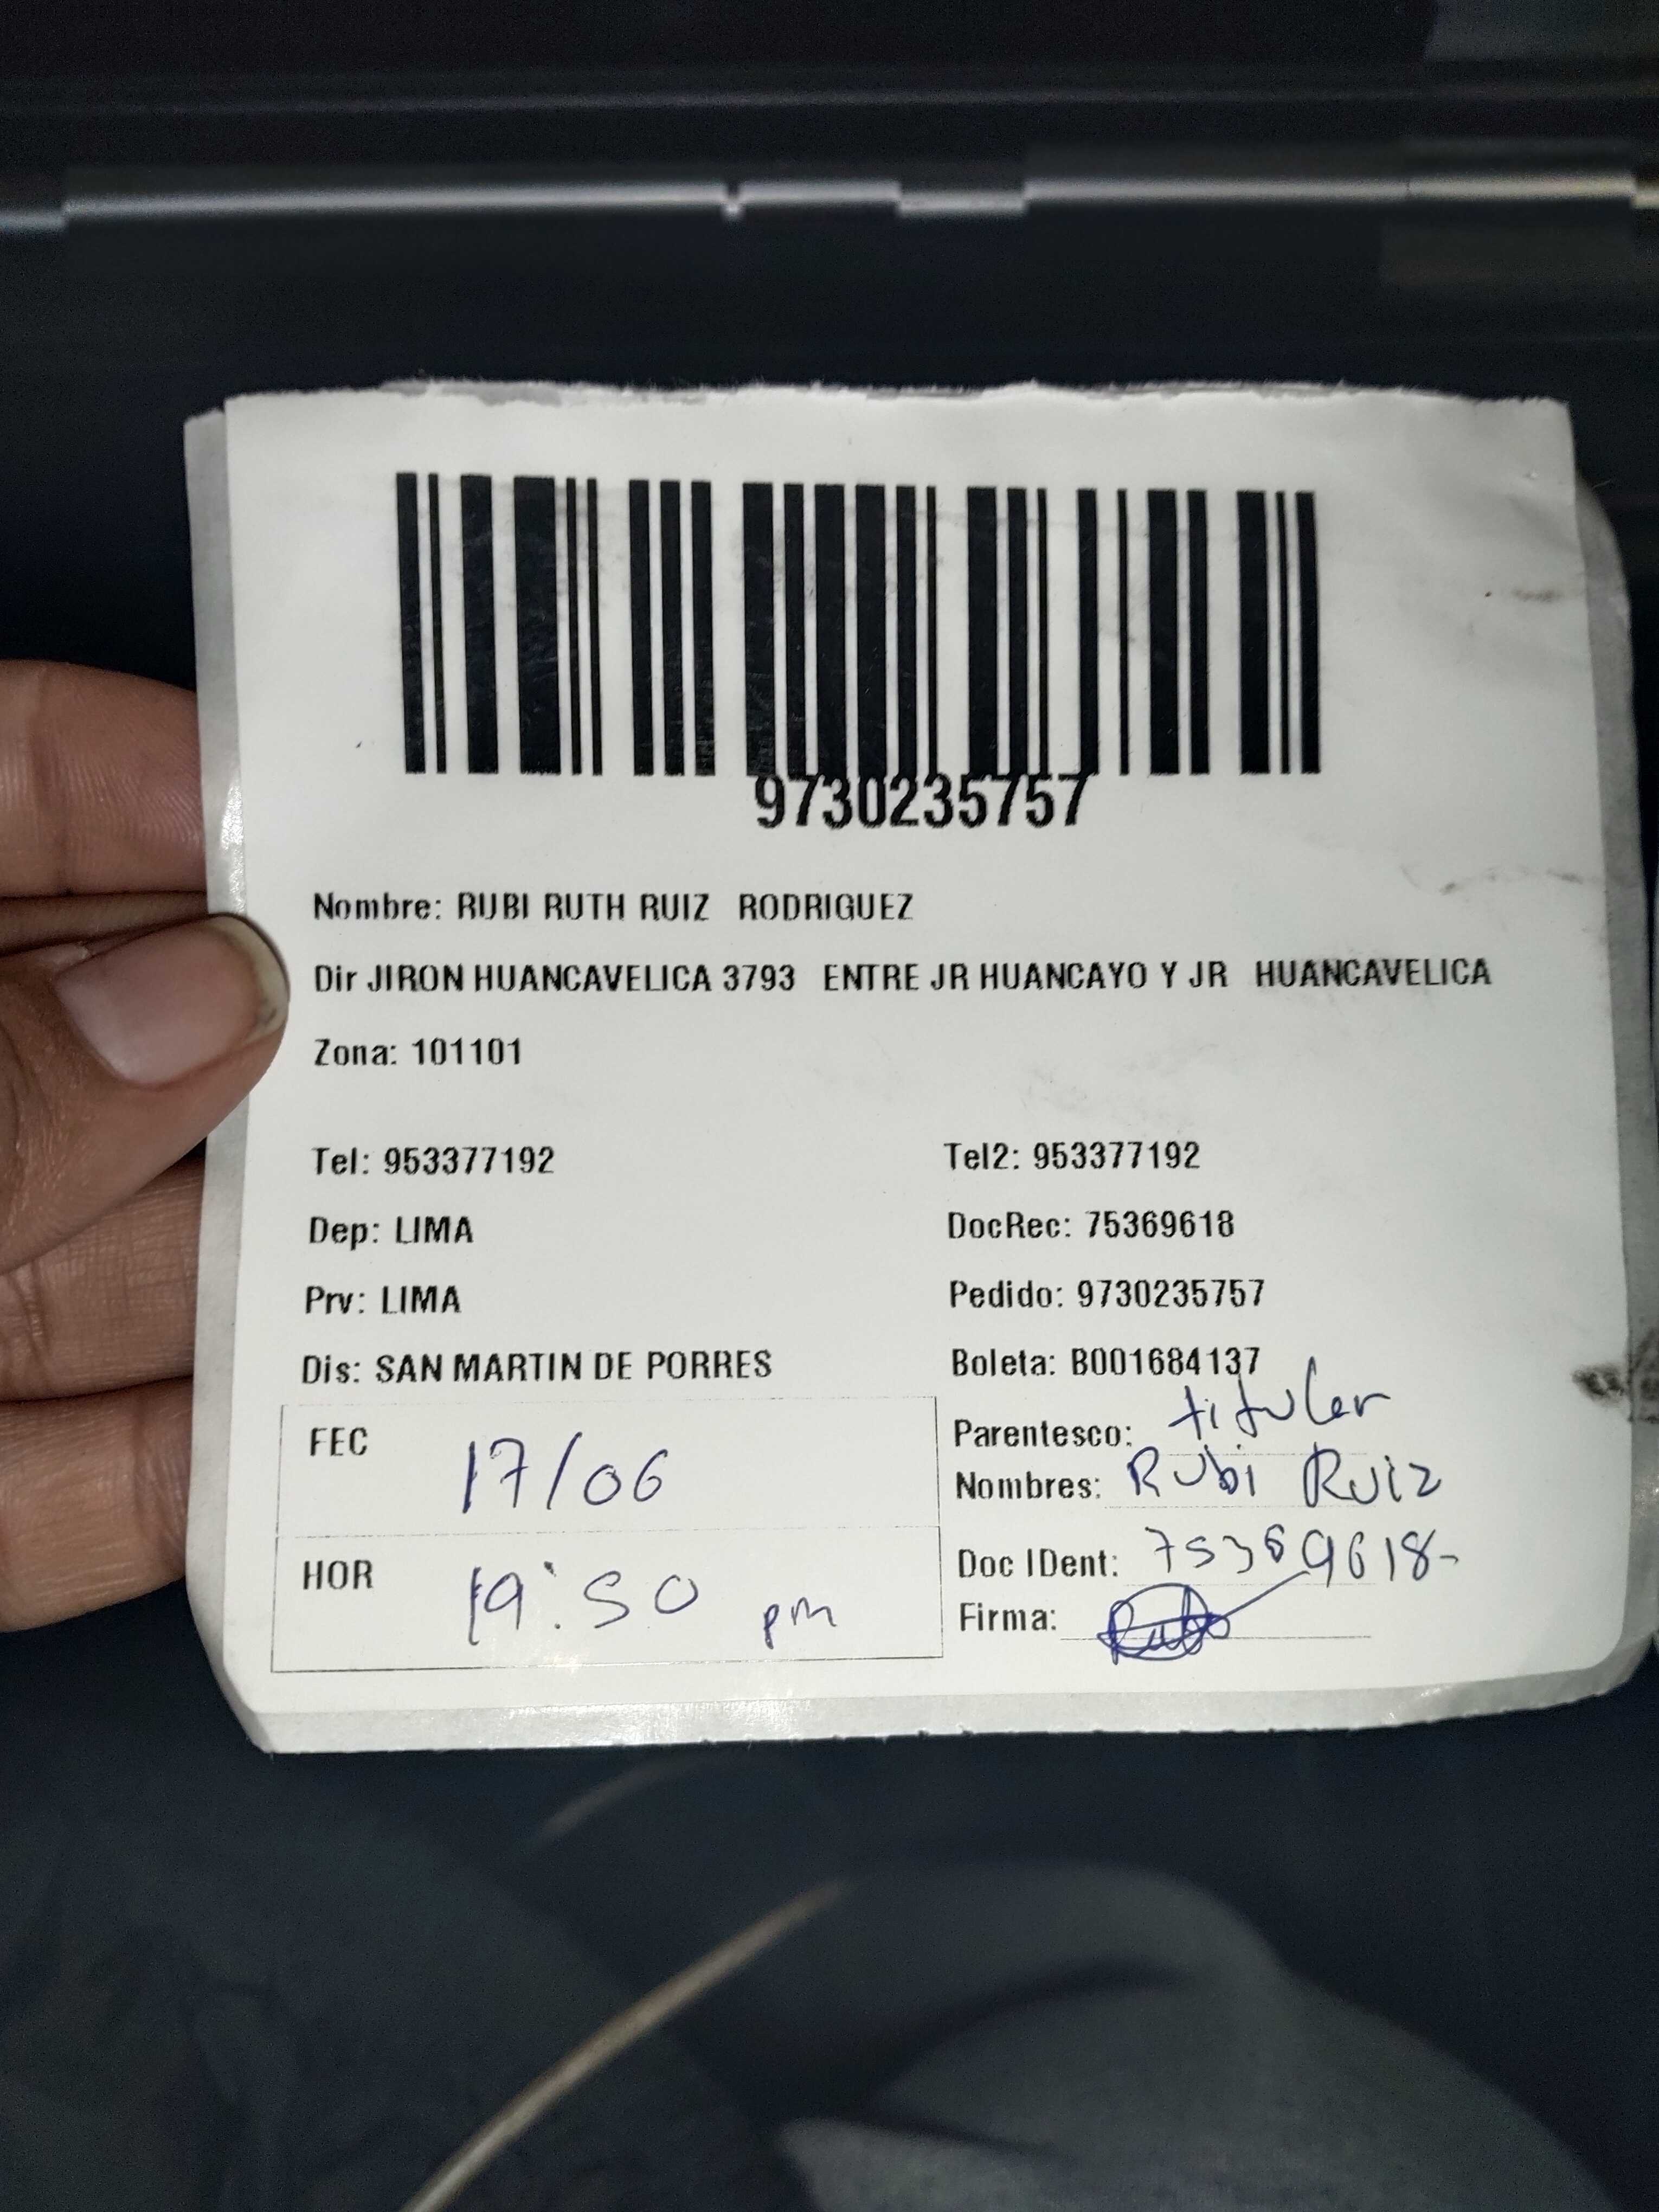 9730235757
Nombre: RUBI RUTH RUIZ RODRIGUEZ
Dir JIRON HUANCAVELICA 3793 ENTRE JR HUANCAYO Y JR HUANCAVELICA
Zona: 101101
Tel: 953377192 Tel2: 953377192
Dep: LIMA DocRec: 75369618
Prv: LIMA Pedido: 9730235757
Dis: SAN MARTIN DE PORRES Boleta: B001684137
FEC 17/06
HOR 19:50 pm
Parentesco: titular
Nombres: Rubi Ruiz
Doc IDent: 75369618-
Firma: